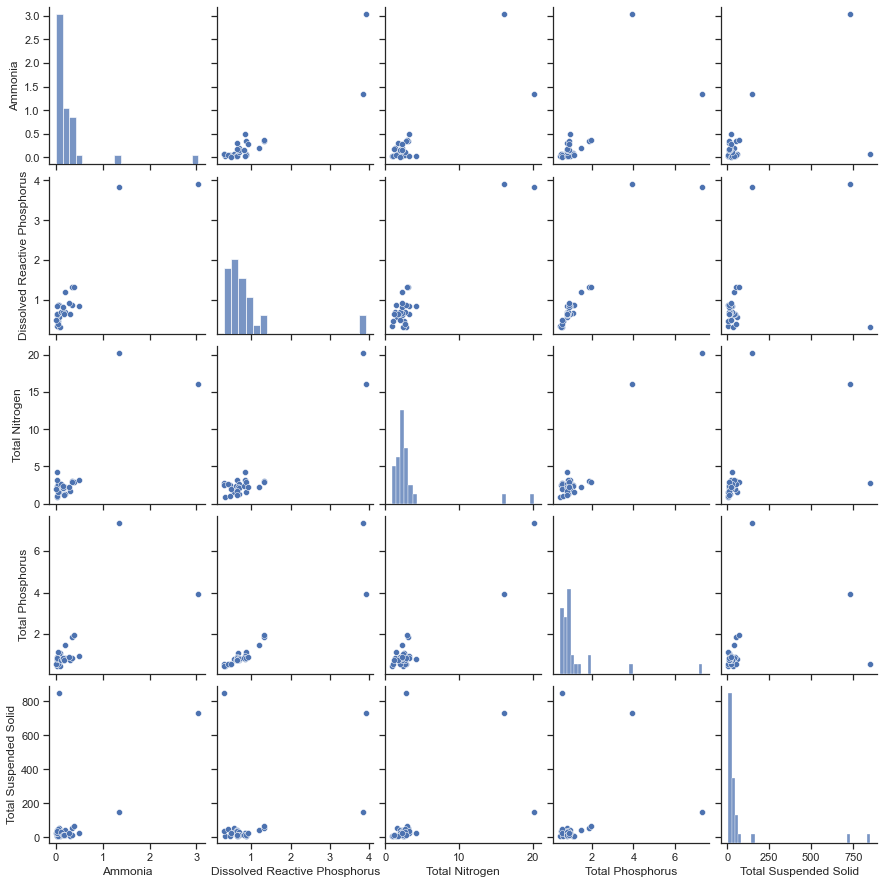 3.0
2.5
2.0
1.5
1.0
0.5
0.0
Ammonia
4
3
2
1
Dissolved Reactive Phosphorus
20
15
10
5
0
Total Nitrogen
6
4
2
Total Phosphorus
800
600
400
200
0
Total Suspended Solid
0 1 2 3
Ammonia
1 2 3 4
Dissolved Reactive Phosphorus
0 10 20
Total Nitrogen
2 4 6
Total Phosphorus
0 250 500 750
Total Suspended Solid